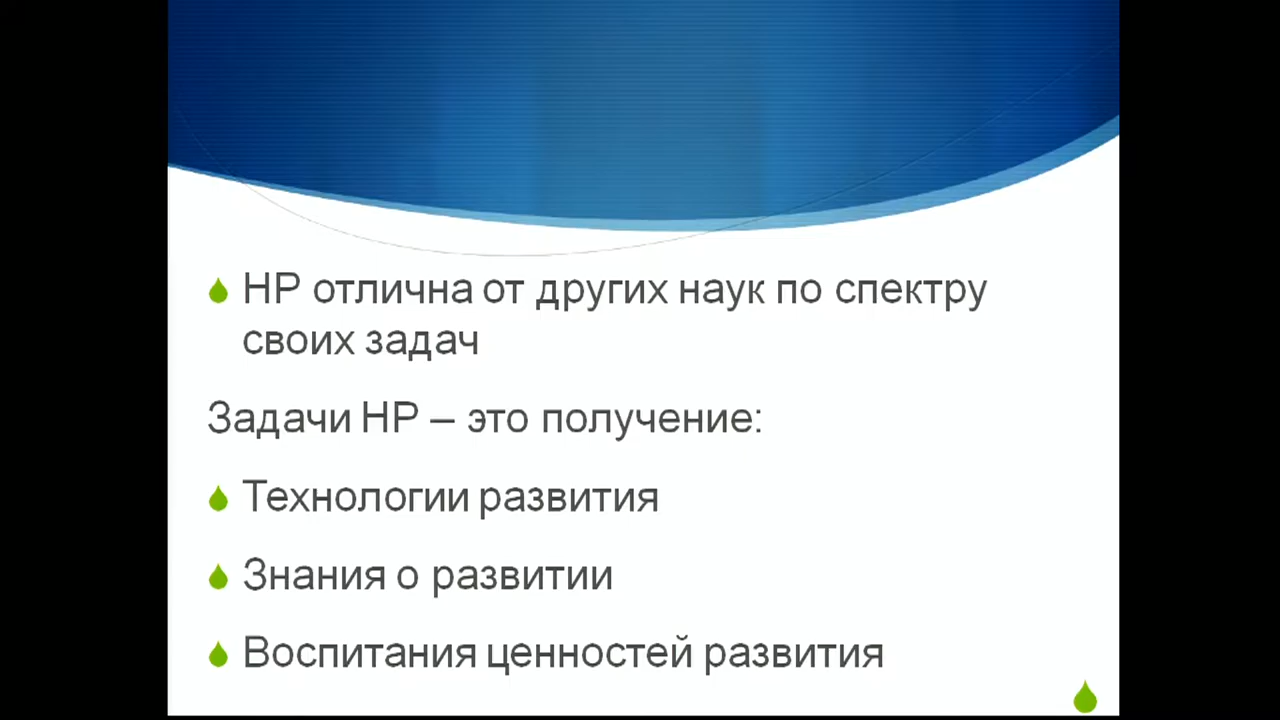 НР отлична от других наук по спектру
своих задач
Задачи НР – это получение:
Технологии развития
Знания о развитии
Воспитания ценностей развития